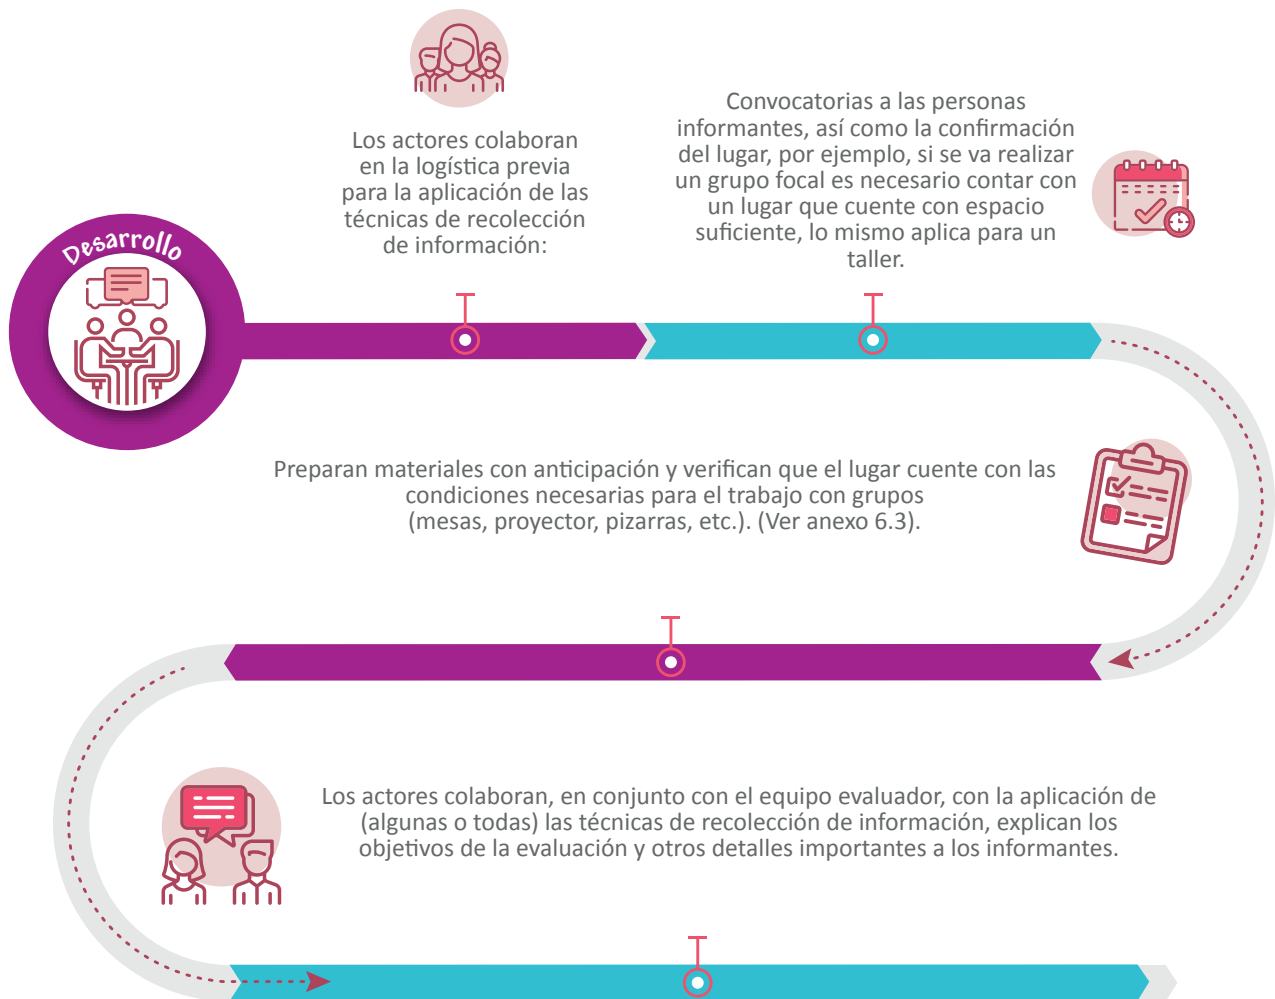 Los actores colaboran
en la logística previa
para la aplicación de las
técnicas de recolección
de información:
Convocatorias a las personas
informantes, así como la confirmación
del lugar, por ejemplo, si se va realizar
un grupo focal es necesario contar con
un lugar que cuente con espacio
suficiente, lo mismo aplica para un
taller.
Desarrollo
Preparan materiales con anticipación y verifican que el lugar cuente con las
condiciones necesarias para el trabajo con grupos
(mesas, proyector, pizarras, etc.). (Ver anexo 6.3).
Los actores colaboran, en conjunto con el equipo evaluador, con la aplicación de
(algunas o todas) las técnicas de recolección de información, explican los
objetivos de la evaluación y otros detalles importantes a los informantes.